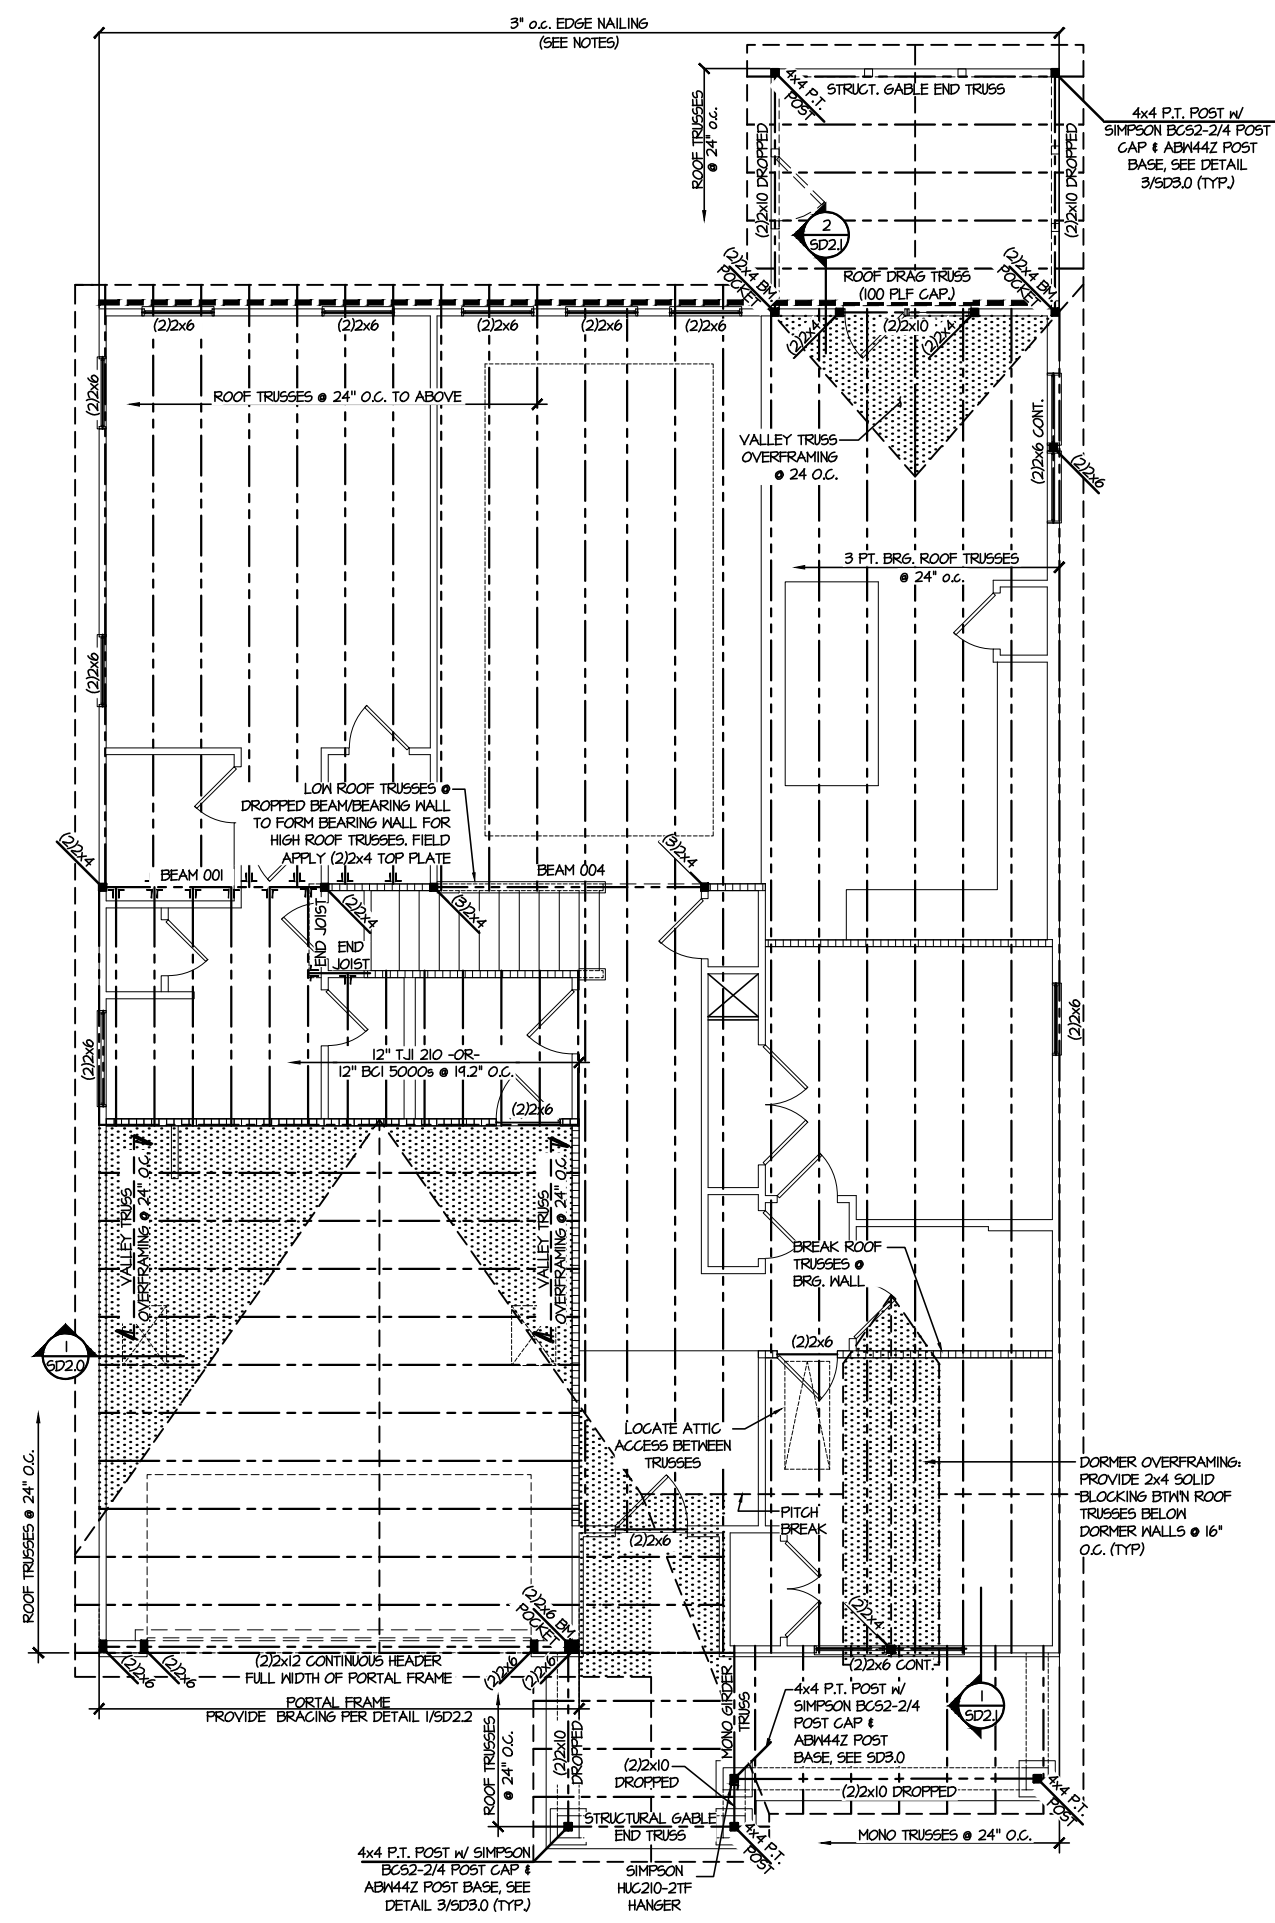 3" o.c. EDGE NAILING
(SEE NOTES)
ROOF TRUSSES
@ 24" o.c.
4x4 P.T.
POST
STRUCT. GABLE END TRUSS
4x4 P.T. POST w/
SIMPSON BCS2-2/4 POST
CAP & ABW44Z POST
BASE, SEE DETAIL
3/SD3.0 (TYP.)
(2)2x10 DROPPED
(2)2x10 DROPPED
2
SD2.1
(2)2x4 BM.
POCKET
ROOF DRAG TRUSS
(100 PLF CAP.)
(2)2x4 BM.
POCKET
(2)2x6
(2)2x6
(2)2x6
(2)2x6
(2)2x6
(2)2x10
(2)2x4
(2)2x4
(2)2x6
ROOF TRUSSES @ 24" O.C. TO ABOVE
VALLEY TRUSS
OVERFRAMING
@ 24 O.C.
(2)2x6 CONT.
(2)2x6
3 PT. BRG. ROOF TRUSSES
@ 24" o.c.
(2)2x6
LOW ROOF TRUSSES @
DROPPED BEAM/BEARING WALL
TO FORM BEARING WALL FOR
HIGH ROOF TRUSSES. FIELD
APPLY (2)2x4 TOP PLATE
(2)2x4
BEAM 001
BEAM 004
(3)2x4
(2)2x4
(3)2x4
END JOIST
END
JOIST
(2)2x6
12" TJI 210 -OR-
12" BCI 5000s @ 19.2" O.C.
(2)2x6
(2)2x6
VALLEY TRUSS
OVERFRAMING @ 24" O.C.
VALLEY TRUSS
OVERFRAMING @ 24" O.C.
BREAK ROOF
TRUSSES @
BRG. WALL
1
SD2.0
(2)2x6
LOCATE ATTIC
ACCESS BETWEEN
TRUSSES
ROOF TRUSSES @ 24" O.C.
PITCH
BREAK
DORMER OVERFRAMING:
PROVIDE 2x4 SOLID
BLOCKING BTW'N ROOF
TRUSSES BELOW
DORMER WALLS @ 16"
O.C. (TYP)
(2)2x6
(2)2x6 BM
POCKET
(2)2x4
(2)2x6
(2)2x6
(2)2x12 CONTINUOUS HEADER
FULL WIDTH OF PORTAL FRAME
(2)2x6
(2)2x6
(2)2x6 CONT.
PORTAL FRAME
PROVIDE BRACING PER DETAIL 1/SD2.2
MONO GIRDER
TRUSS
4x4 P.T. POST w/
SIMPSON BCS2-2/4
POST CAP &
ABW44Z POST
BASE, SEE SD3.0
1
SD2.1
ROOF TRUSSES
@ 24" O.C.
(2)2x10
DROPPED
(2)2x10
DROPPED
(2)2x10 DROPPED
4x4 P.T.
POST
STRUCTURAL GABLE
END TRUSS
4x4 P.T.
POST
MONO TRUSSES @ 24" O.C.
4x4 P.T. POST w/ SIMPSON
BCS2-2/4 POST CAP &
ABW44Z POST BASE, SEE
DETAIL 3/SD3.0 (TYP.)
SIMPSON
HUC210-2TF
HANGER